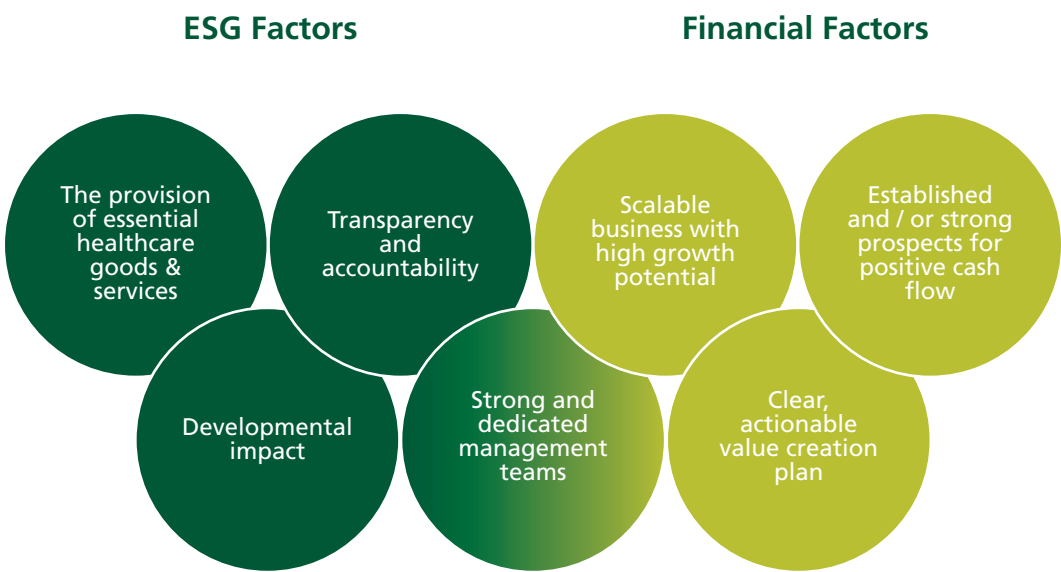 ESG Factors
Financial Factors
The provision
of essential
healthcare
goods &
services
Transparency
and
accountability
Scalable
business with
high growth
potential
Established
and / or strong
prospects for
positive cash
flow
Developmental
impact
Strong and
dedicated
management
teams
Clear,
actionable
value creation
plan